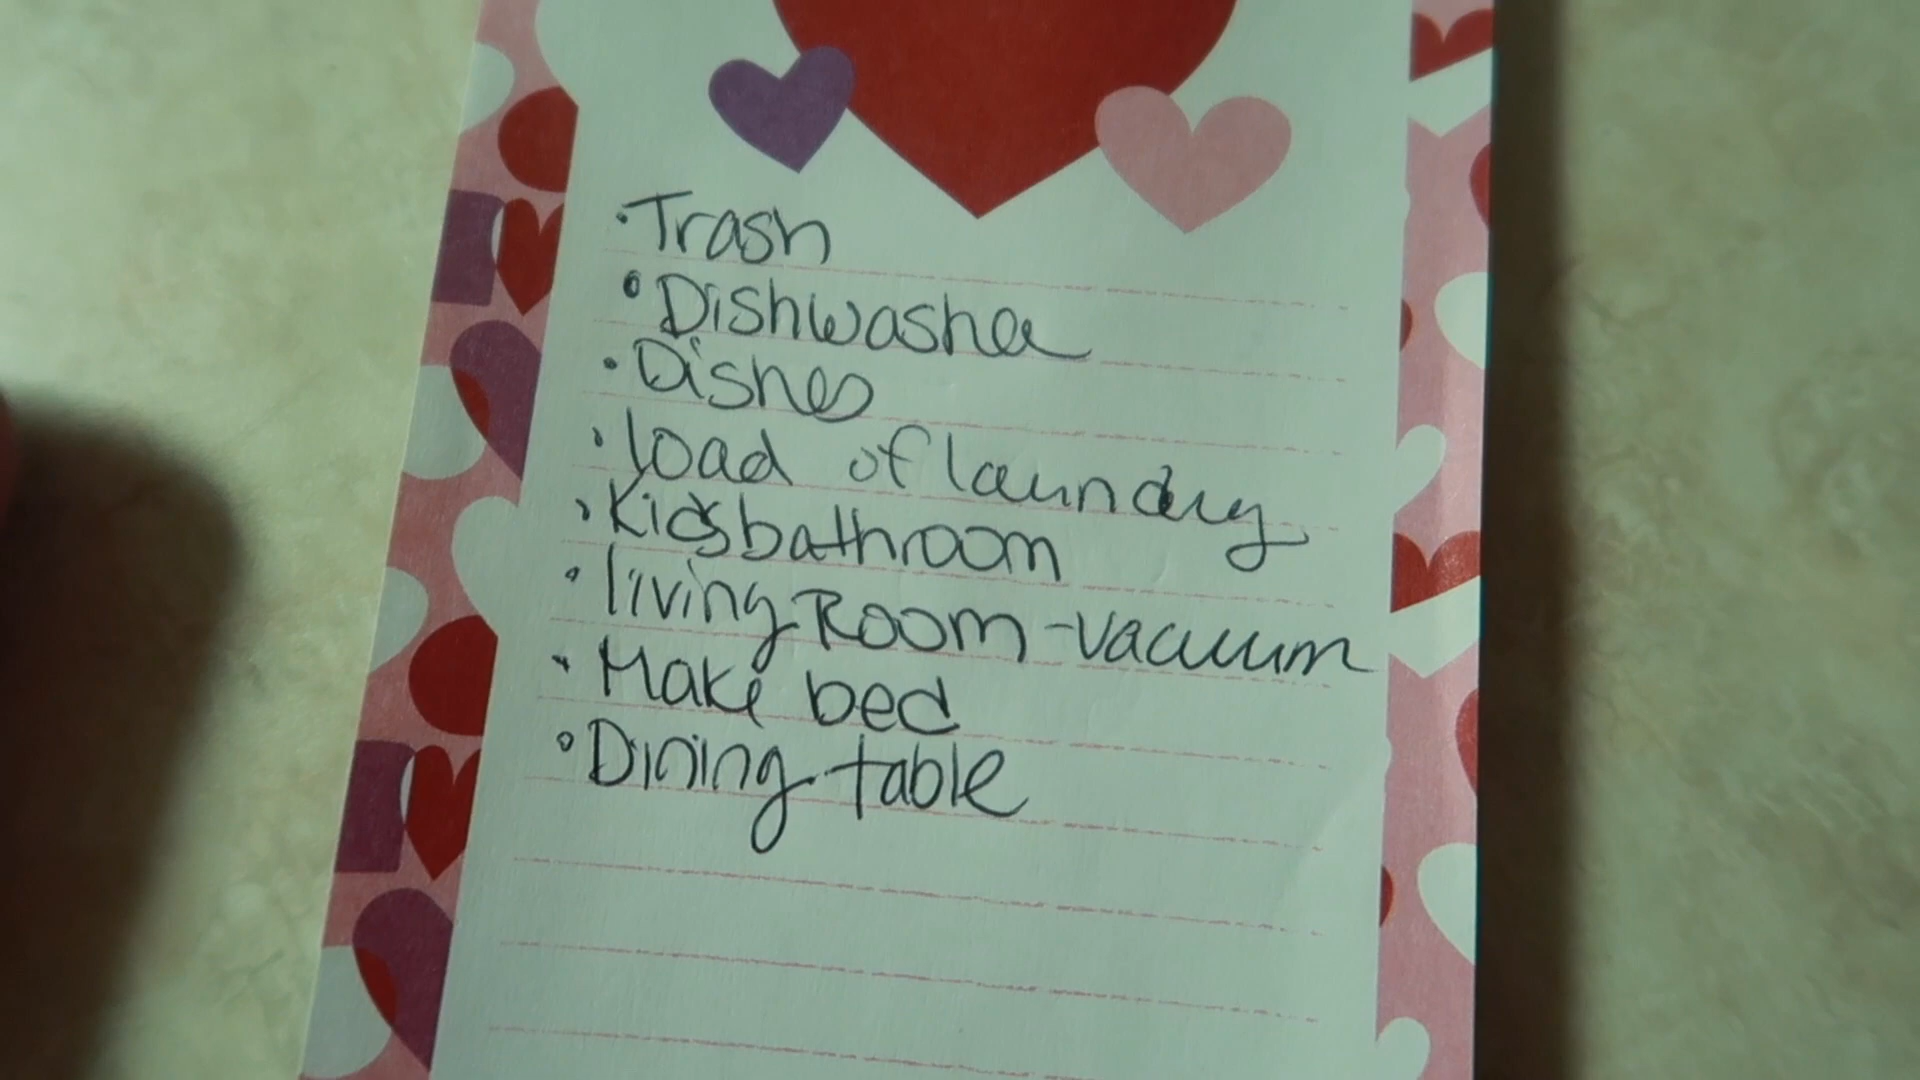 • Trash
• Dishwasher
• Dishes
• load of laundry
• Kids bathroom
• living Room - vacuum
• Make bed
• Dining table